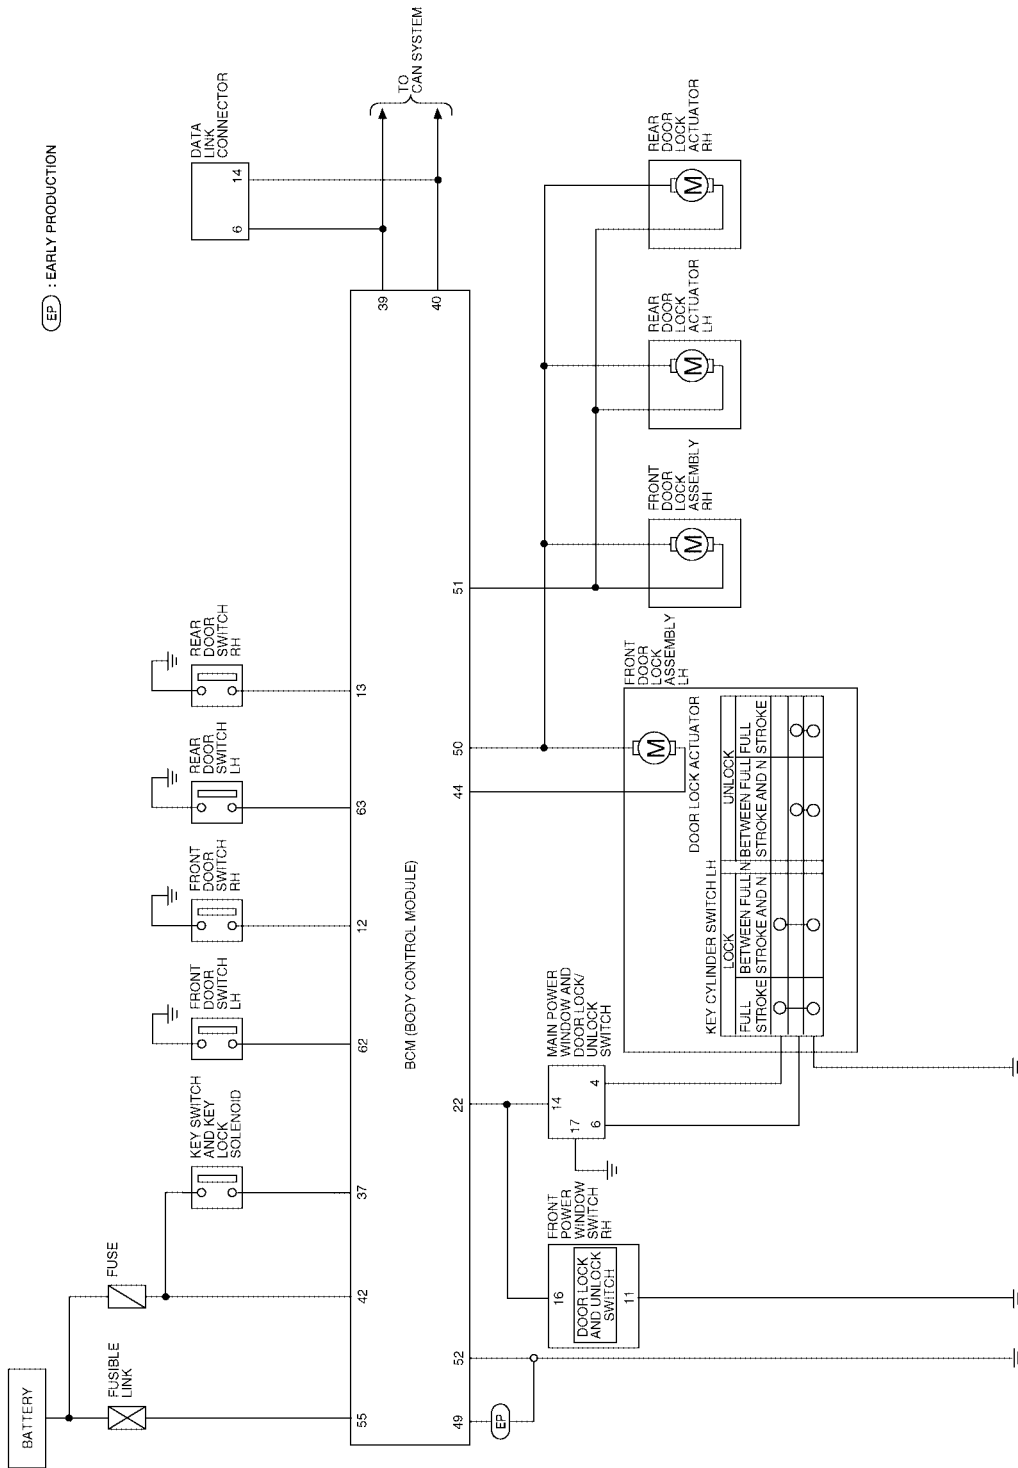 EP : EARLY PRODUCTION
BATTERY
FUSIBLE
LINK
FUSE
KEY SWITCH
AND KEY
LOCK
SOLENOID
FRONT
DOOR
SWITCH
LH
FRONT
DOOR
SWITCH
RH
REAR
DOOR
SWITCH
LH
REAR
DOOR
SWITCH
RH
DATA
LINK
CONNECTOR
6
14
TO
CAN SYSTEM
55
42
37
62
12
63
13
39
40
BCM (BODY CONTROL MODULE)
49
52
22
44
50
51
EP
FRONT
POWER
WINDOW
SWITCH
RH
16
DOOR LOCK
AND UNLOCK
SWITCH
11
MAIN POWER
WINDOW AND
DOOR LOCK/
UNLOCK
SWITCH
14
17
4
6
FRONT
DOOR
LOCK
ASSEMBLY
LH
M
DOOR LOCK ACTUATOR
KEY CYLINDER SWITCH LH
LOCK
UNLOCK
FULL
STROKE
BETWEEN FULL
STROKE AND N
N
BETWEEN FULL
STROKE AND N
FULL
STROKE
FRONT
DOOR
LOCK
ASSEMBLY
RH
M
REAR
DOOR
LOCK
ACTUATOR
LH
M
REAR
DOOR
LOCK
ACTUATOR
RH
M